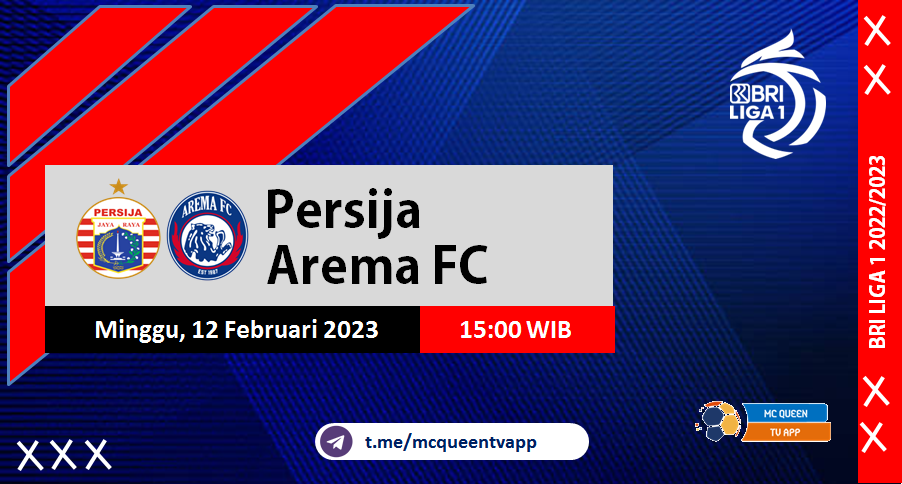 BRI
LIGA 1
PERSIJA
JAYA RAYA
AREMA FC
EST 1987
Persija
Arema FC
Minggu, 12 Februari 2023
15:00 WIB
BRI LIGA 1 2022/2023
t.me/mcqueentvapp
MC QUEEN
TV APP